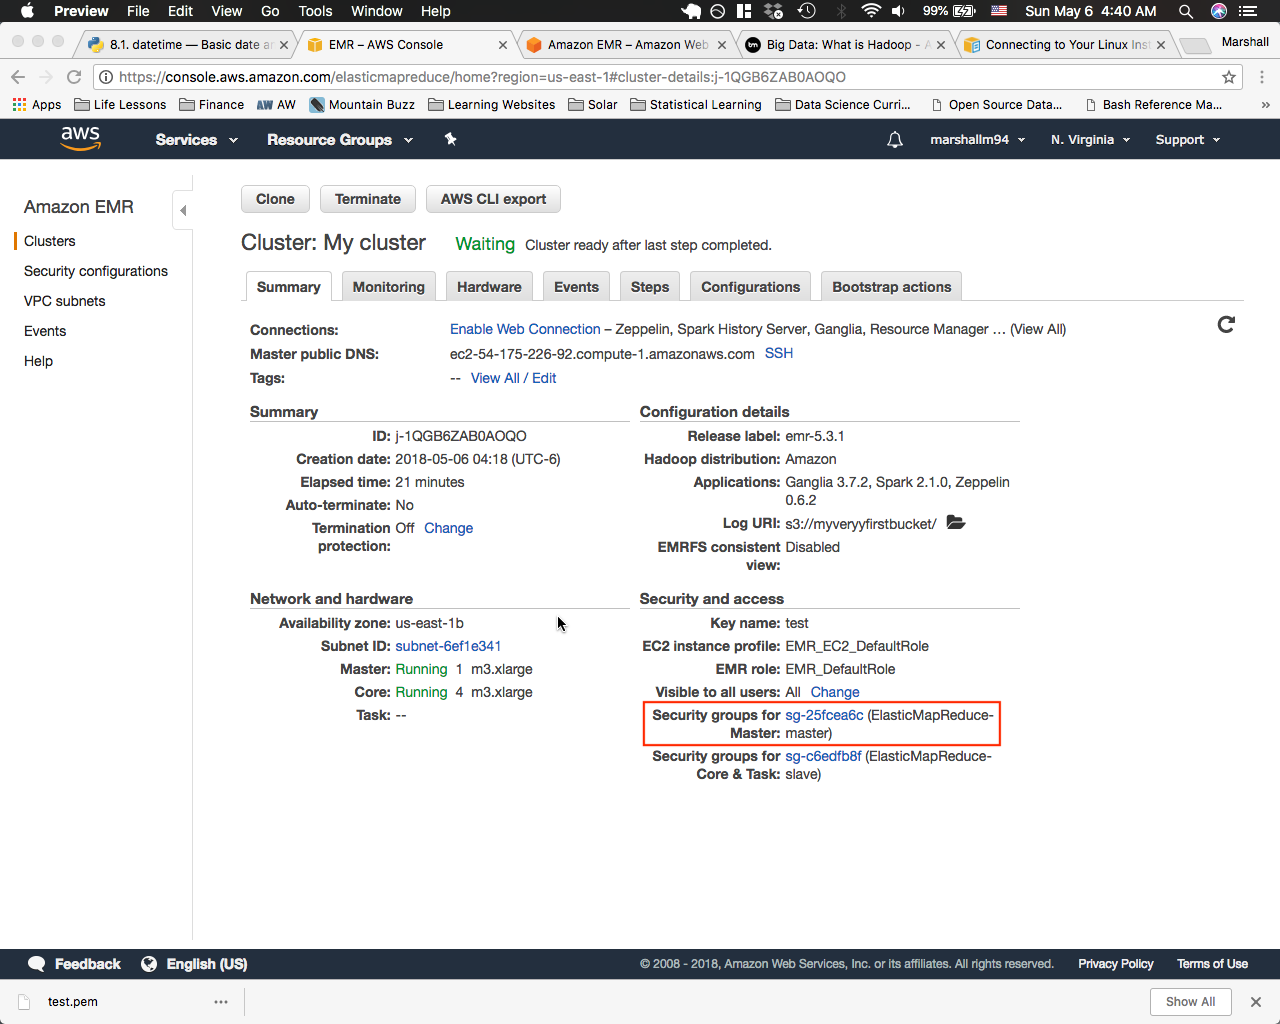 Preview File Edit View Go Tools Window Help 99% Sun May 6 4:40 AM
8.1. datetime — Basic date ar EMR – AWS Console Amazon EMR – Amazon Web Big Data: What is Hadoop - A Connecting to Your Linux Inst Marshall
https://console.aws.amazon.com/elasticmapreduce/home?region=us-east-1#cluster-details:j-1QGB6ZAB0AOQO
Apps Life Lessons Finance AW AW Mountain Buzz Learning Websites Solar Statistical Learning Data Science Curri... Open Source Data... Bash Reference Ma... »
aws Services Resource Groups marshallm94 N. Virginia Support
Amazon EMR
Clusters
Security configurations
VPC subnets
Events
Help
Clone Terminate AWS CLI export
Cluster: My cluster Waiting Cluster ready after last step completed.
Summary Monitoring Hardware Events Steps Configurations Bootstrap actions
Connections: Enable Web Connection – Zeppelin, Spark History Server, Ganglia, Resource Manager ... (View All)
Master public DNS: ec2-54-175-226-92.compute-1.amazonaws.com SSH
Tags: -- View All / Edit
Summary
ID: j-1QGB6ZAB0AOQO
Creation date: 2018-05-06 04:18 (UTC-6)
Elapsed time: 21 minutes
Auto-terminate: No
Termination Off Change
protection:
Configuration details
Release label: emr-5.3.1
Hadoop distribution: Amazon
Applications: Ganglia 3.7.2, Spark 2.1.0, Zeppelin
0.6.2
Log URI: s3://myveryyfirstbucket/
EMRFS consistent Disabled
view:
Network and hardware
Availability zone: us-east-1b
Subnet ID: subnet-6ef1e341
Master: Running 1 m3.xlarge
Core: Running 4 m3.xlarge
Task: --
Security and access
Key name: test
EC2 instance profile: EMR_EC2_DefaultRole
EMR role: EMR_DefaultRole
Visible to all users: All Change
Security groups for sg-25fcea6c (ElasticMapReduce-
Master: master)
Security groups for sg-c6edfb8f (ElasticMapReduce-
Core & Task: slave)
Feedback English (US) © 2008 - 2018, Amazon Web Services, Inc. or its affiliates. All rights reserved. Privacy Policy Terms of Use
test.pem ... Show All